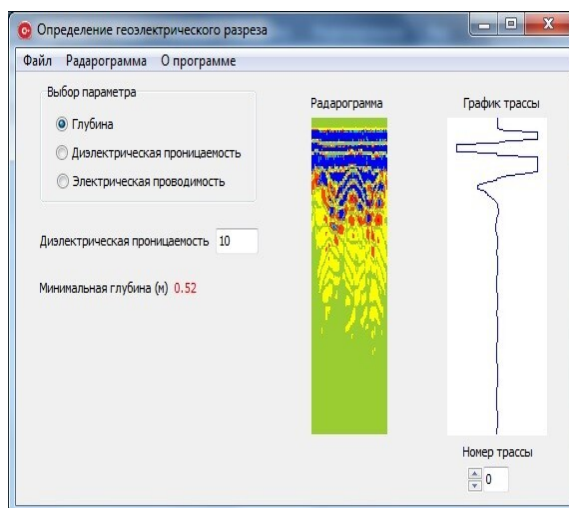 Определение геоэлектрического разреза
Файл Радарограмма О программе
Выбор параметра
Глубина
Диэлектрическая проницаемость
Электрическая проводимость
Диэлектрическая проницаемость 10
Минимальная глубина (м) 0.52
Радарограмма
График трассы
Номер трассы
0